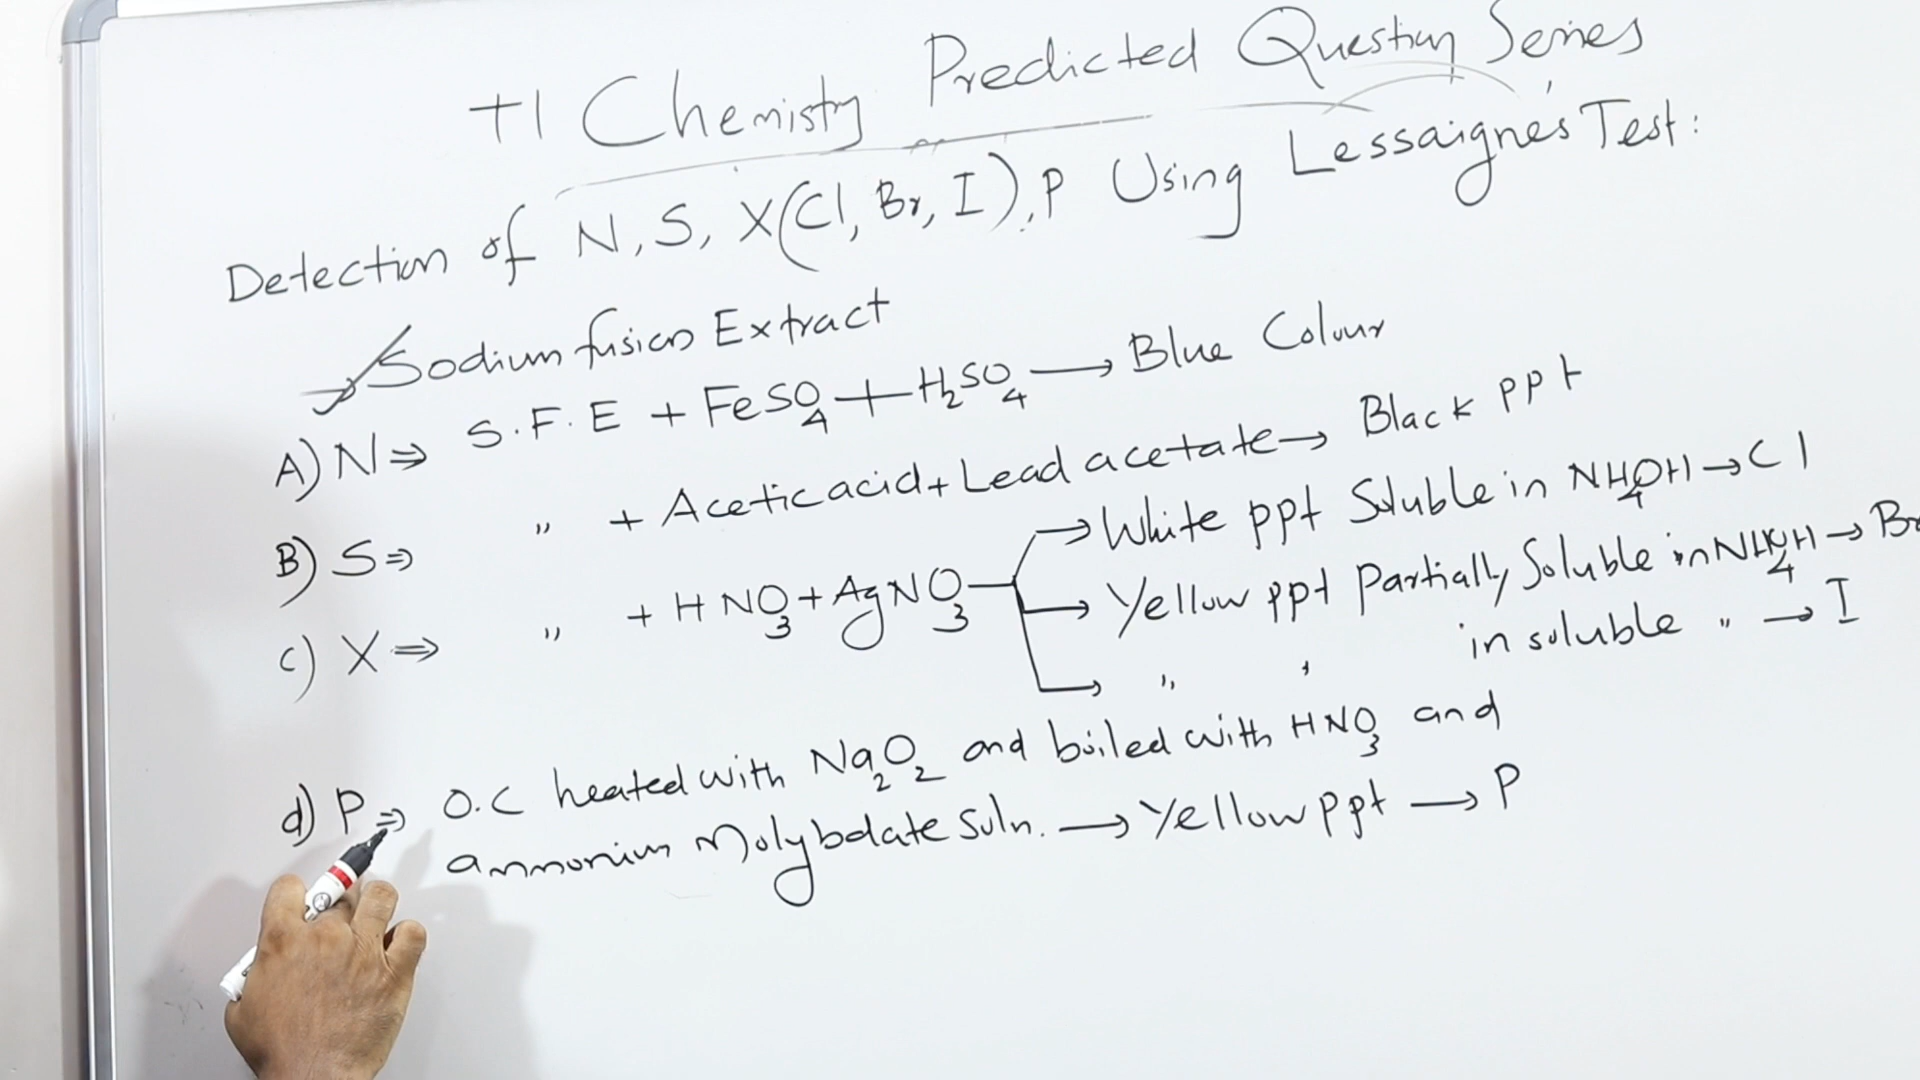 +1 Chemistry Predicted Question Series
Detection of N, S, X(Cl, Br, I), P Using Lessaigne's Test:
→ Sodium fusion Extract
A) N ⇒ S.F.E + FeSO4 + H2SO4 → Blue Colour
B) S ⇒ " + Acetic acid + Lead acetate → Black ppt
C) X ⇒ " + HNO3 + AgNO3 → White ppt Soluble in NH4OH → Cl
→ Yellow ppt Partially Soluble in NH4OH → Br
→ " " insoluble " → I
d) P ⇒ O.C heated with Na2O2 and boiled with HNO3 and
ammonium Molybdate soln. → Yellow ppt → P